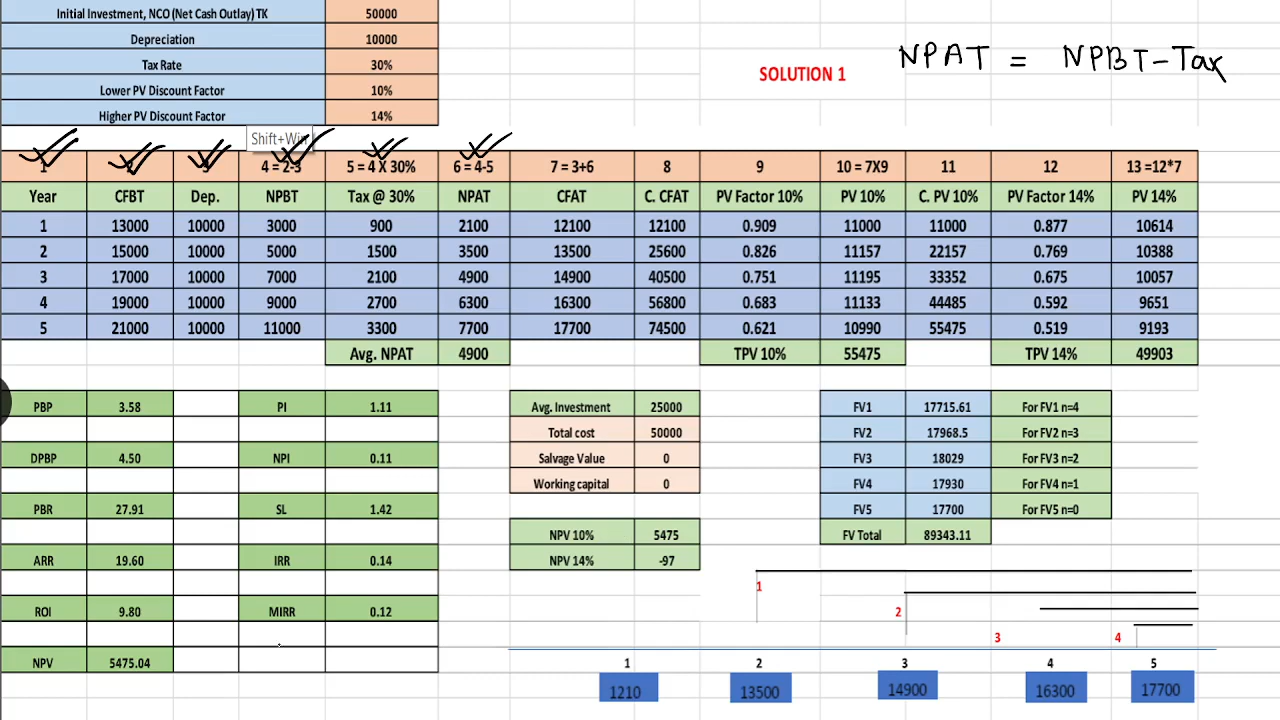 Initial Investment, NCO (Net Cash Outlay) TK 50000
Depreciation 10000
Tax Rate 30%
Lower PV Discount Factor 10%
Higher PV Discount Factor 14%
SOLUTION 1
NPAT = NPBT - Tax
Shift+Win
1 2 3 4 = 2-3 5 = 4 X 30% 6 = 4-5 7 = 3+6 8 9 10 = 7X9 11 12 13 =12*7
Year CFBT Dep. NPBT Tax @ 30% NPAT CFAT C. CFAT PV Factor 10% PV 10% C. PV 10% PV Factor 14% PV 14%
1 13000 10000 3000 900 2100 12100 12100 0.909 11000 11000 0.877 10614
2 15000 10000 5000 1500 3500 13500 25600 0.826 11157 22157 0.769 10388
3 17000 10000 7000 2100 4900 14900 40500 0.751 11195 33352 0.675 10057
4 19000 10000 9000 2700 6300 16300 56800 0.683 11133 44485 0.592 9651
5 21000 10000 11000 3300 7700 17700 74500 0.621 10990 55475 0.519 9193
Avg. NPAT 4900 TPV 10% 55475 TPV 14% 49903
PBP 3.58 PI 1.11 Avg. Investment 25000 FV1 17715.61 For FV1 n=4
Total cost 50000 FV2 17968.5 For FV2 n=3
DPBP 4.50 NPI 0.11 Salvage Value 0 FV3 18029 For FV3 n=2
Working capital 0 FV4 17930 For FV4 n=1
PBR 27.91 SL 1.42 FV5 17700 For FV5 n=0
NPV 10% 5475 FV Total 89343.11
ARR 19.60 IRR 0.14 NPV 14% -97
1
ROI 9.80 MIRR 0.12 2
3 4
NPV 5475.04 1 2 3 4 5
1210 13500 14900 16300 17700